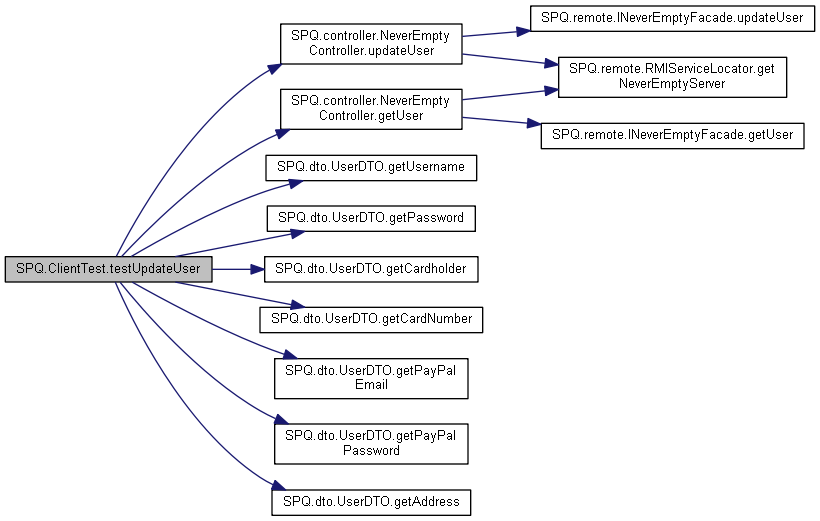 SPQ.ClientTest.testUpdateUser
SPQ.controller.NeverEmpty
Controller.updateUser
SPQ.controller.NeverEmpty
Controller.getUser
SPQ.dto.UserDTO.getUsername
SPQ.dto.UserDTO.getPassword
SPQ.dto.UserDTO.getCardholder
SPQ.dto.UserDTO.getCardNumber
SPQ.dto.UserDTO.getPayPal
Email
SPQ.dto.UserDTO.getPayPal
Password
SPQ.dto.UserDTO.getAddress
SPQ.remote.INeverEmptyFacade.updateUser
SPQ.remote.RMIServiceLocator.get
NeverEmptyServer
SPQ.remote.INeverEmptyFacade.getUser